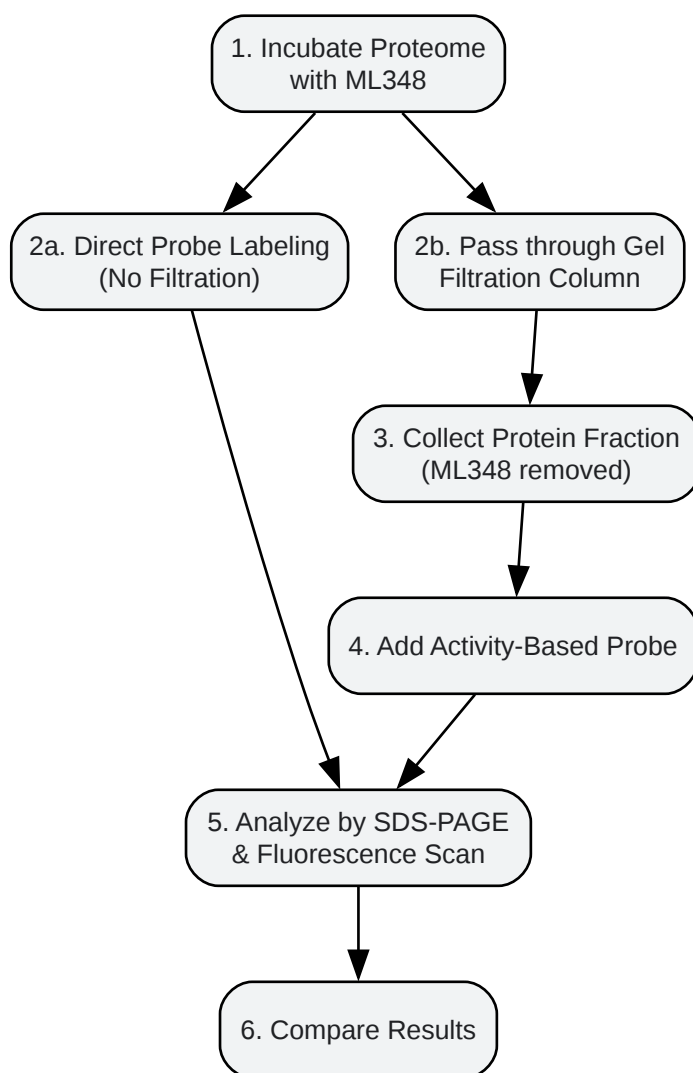 1. Incubate Proteome
with ML348
2a. Direct Probe Labeling
(No Filtration)
2b. Pass through Gel
Filtration Column
3. Collect Protein Fraction
(ML348 removed)
4. Add Activity-Based Probe
5. Analyze by SDS-PAGE
& Fluorescence Scan
6. Compare Results